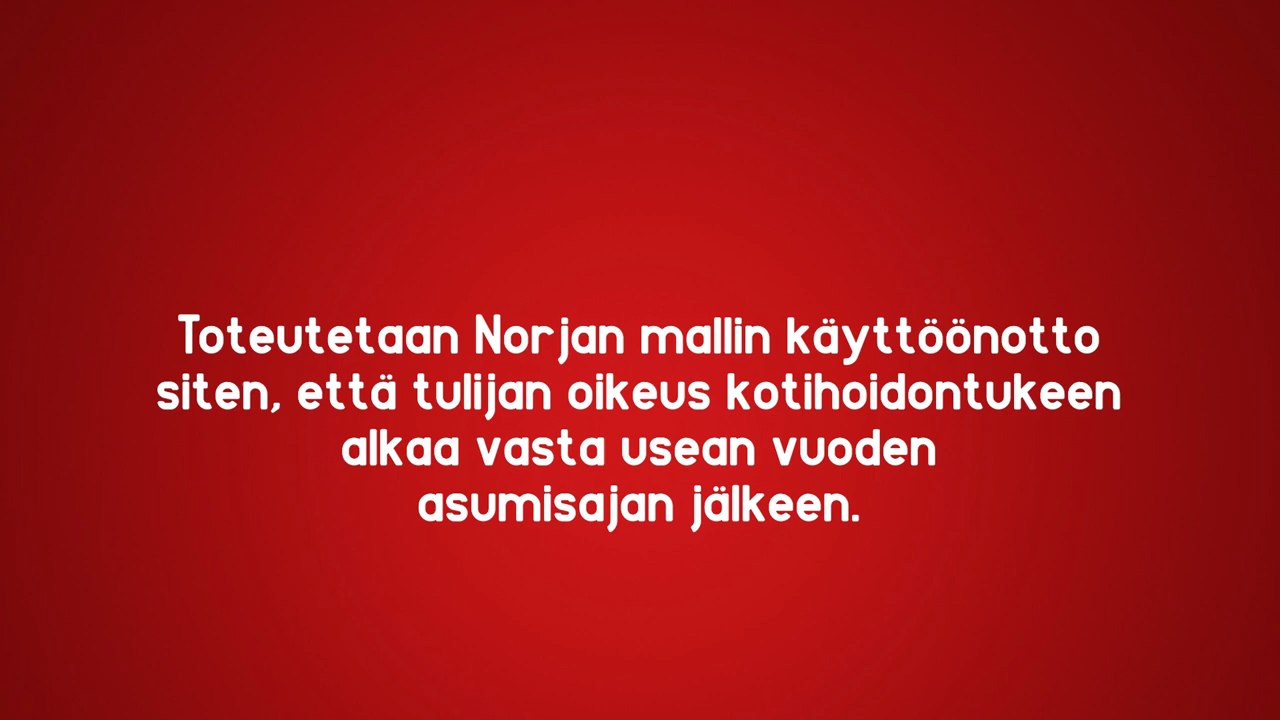 Toteutetaan Norjan mallin käyttöönotto
siten, että tulijan oikeus kotihoidontukeen
alkaa vasta usean vuoden
asumisajan jälkeen.